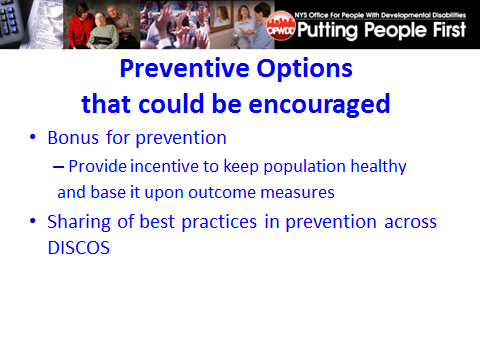 NYS Office For People With Developmental Disabilities
OPWDD
Putting People First
Preventive Options
that could be encouraged
• Bonus for prevention
– Provide incentive to keep population healthy
and base it upon outcome measures
• Sharing of best practices in prevention across
DISCOS